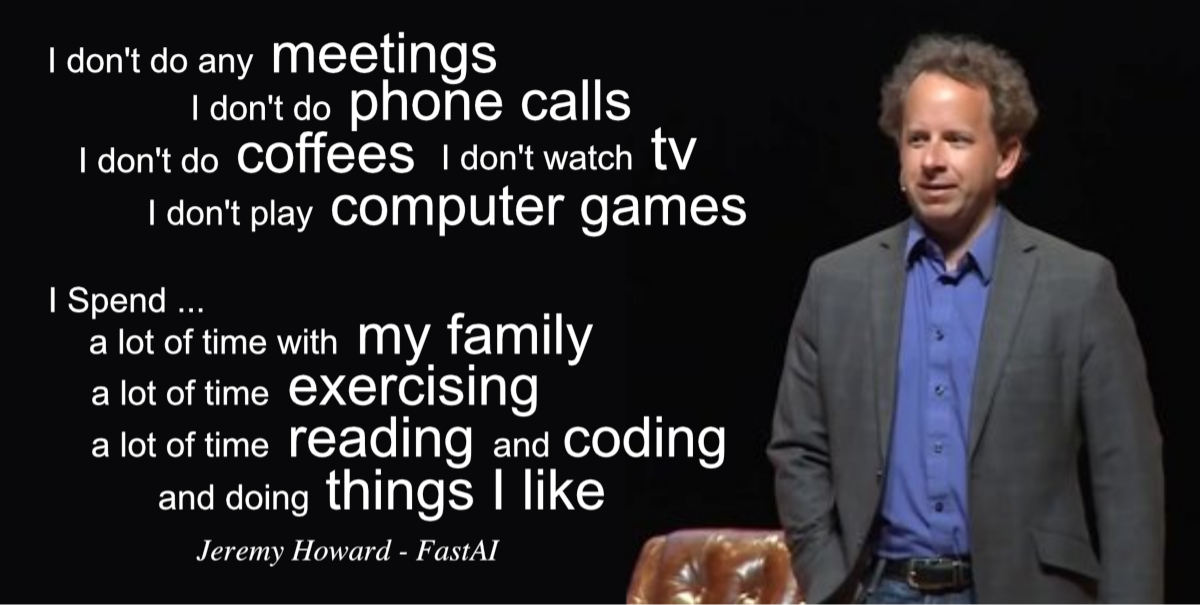 I don't do any meetings
I don't do phone calls
I don't do coffees I don't watch tv
I don't play computer games
I Spend ...
a lot of time with my family
a lot of time exercising
a lot of time reading and coding
and doing things I like
Jeremy Howard - FastAI